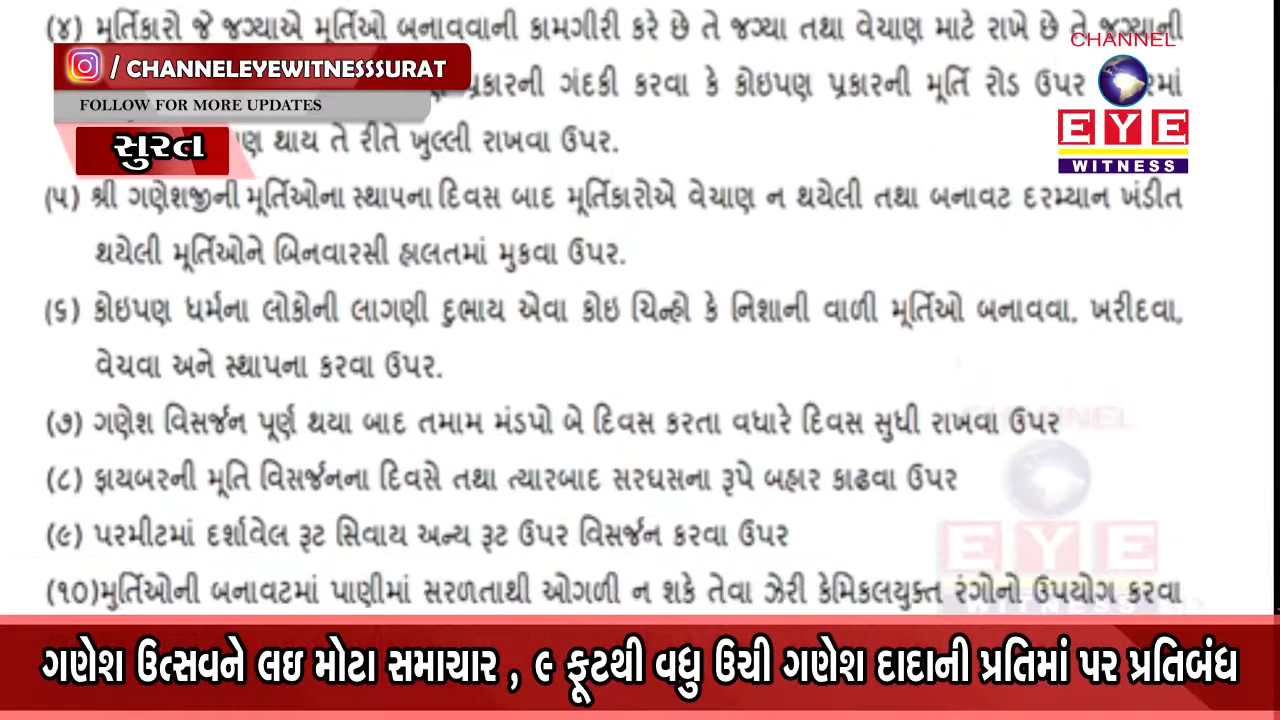 (૪) મૂર્તિકારો જે જગ્યાએ મૂર્તિઓ બનાવવાની કામગીરી કરે છે તે જગ્યા તથા વેચાણ માટે રાખે છે તે જગ્યાની
/ CHANNELEYEWITNESSSURAT
FOLLOW FOR MORE UPDATES
પ્રકારની ગંદકી કરવા કે કોઇપણ પ્રકારની મૂર્તિ રોડ ઉપર
CHANNEL
EYE
WITNESS
સુરત
થાય તે રીતે ખુલ્લી રાખવા ઉપર.
(૫) શ્રી ગણેશજીની મૂર્તિઓના સ્થાપના દિવસ બાદ મૂર્તિકારોએ વેચાણ ન થયેલી તથા બનાવટ દરમ્યાન ખંડીત
થયેલી મૂર્તિઓને બિનવારસી હાલતમાં મુકવા ઉપર.
(૬) કોઇપણ ધર્મના લોકોની લાગણી દુભાય એવા કોઇ ચિન્હો કે નિશાની વાળી મૂર્તિઓ બનાવવા, ખરીદવા,
વેચવા અને સ્થાપના કરવા ઉપર.
(૭) ગણેશ વિસર્જન પૂર્ણ થયા બાદ તમામ મંડપો બે દિવસ કરતા વધારે દિવસ સુધી રાખવા ઉપર
(૮) ફાયબરની મૂતિ વિસર્જનના દિવસે તથા ત્યારબાદ સરઘસના રૂપે બહાર કાઢવા ઉપર
(૯) પરમીટમાં દર્શાવેલ રૂટ સિવાય અન્ય રૂટ ઉપર વિસર્જન કરવા ઉપર
(૧૦)મુર્તિઓની બનાવટમાં પાણીમાં સરળતાથી ઓગળી ન શકે તેવા ઝેરી કેમિકલયુક્ત રંગોનો ઉપયોગ કરવા
CHANNEL
EYE
WITNESS
ગણેશ ઉત્સવને લઇ મોટા સમાચાર , ૯ ફૂટથી વધુ ઉચી ગણેશ દાદાની પ્રતિમાં પર પ્રતિબંધ